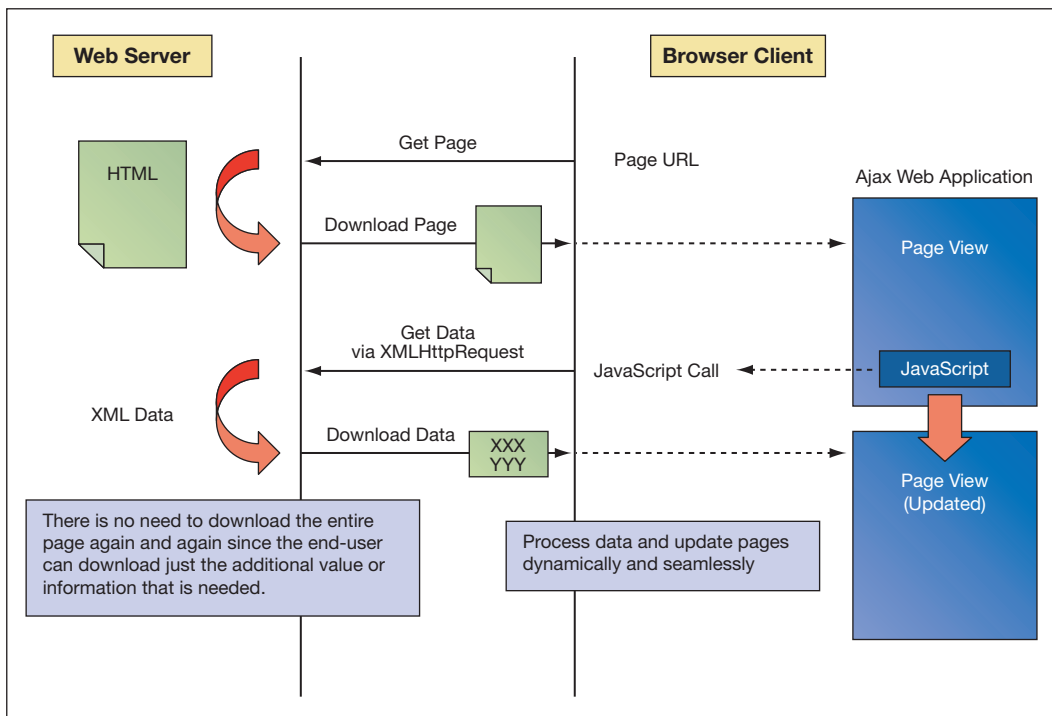 Web Server
Browser Client
Get Page
Page URL
HTML
Ajax Web Application
Download Page
Page View
Get Data
via XMLHttpRequest
JavaScript Call
JavaScript
XML Data
Download Data
XXX
YYY
Page View
(Updated)
There is no need to download the entire
page again and again since the end-user
can download just the additional value or
information that is needed.
Process data and update pages
dynamically and seamlessly